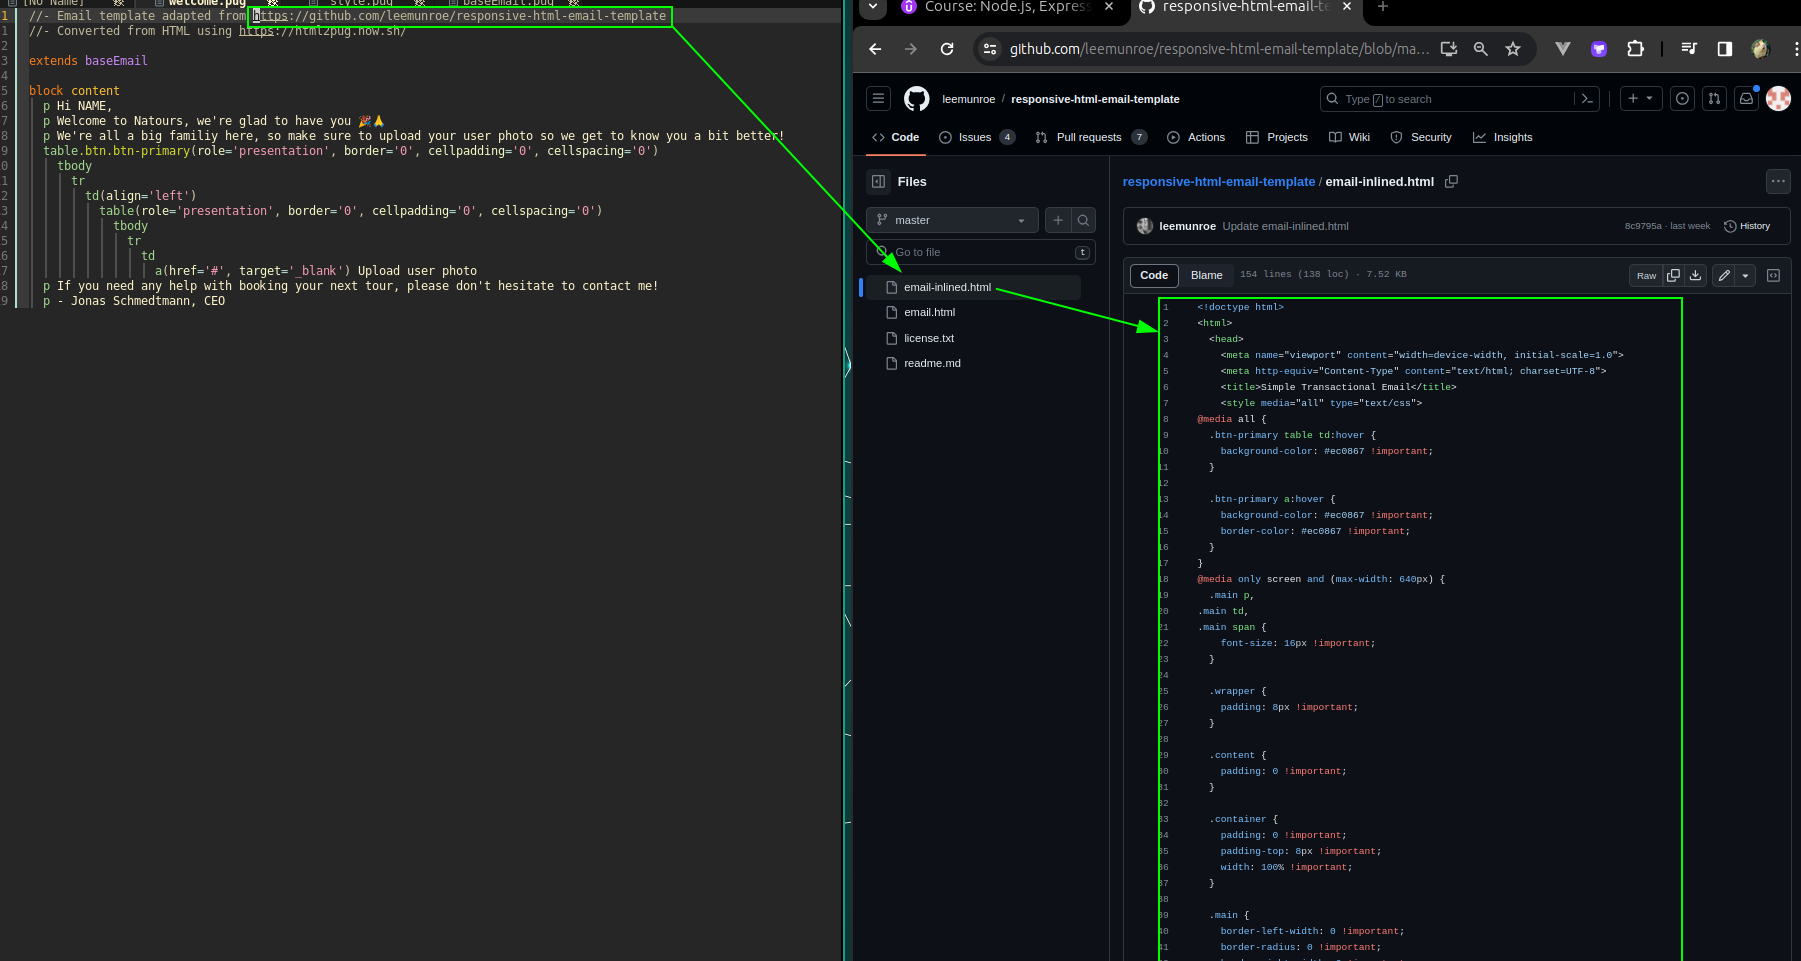 [No Name]
welcome.pug
style.pug
baseEmail.pug
1 //- Email template adapted from https://github.com/leemunroe/responsive-html-email-template
1 //- Converted from HTML using https://html2pug.now.sh/
2
3 extends baseEmail
4
5 block content
6 p Hi NAME,
7 p Welcome to Natours, we're glad to have you 🎉🙏
8 p We're all a big familiy here, so make sure to upload your user photo so we get to know you a bit better!
9 table.btn.btn-primary(role='presentation', border='0', cellpadding='0', cellspacing='0')
0 tbody
1 tr
2 td(align='left')
3 table(role='presentation', border='0', cellpadding='0', cellspacing='0')
4 tbody
5 tr
6 td
7 a(href='#', target='_blank') Upload user photo
8 p If you need any help with booking your next tour, please don't hesitate to contact me!
9 p - Jonas Schmedtmann, CEO
Course: Node.js, Express
responsive-html-email-te
github.com/leemunroe/responsive-html-email-template/blob/ma...
leemunroe / responsive-html-email-template
Type / to search
Code
Issues 4
Pull requests 7
Actions
Projects
Wiki
Security
Insights
Files
master
Go to file
t
email-inlined.html
email.html
license.txt
readme.md
responsive-html-email-template / email-inlined.html
leemunroe Update email-inlined.html
8c9795a · last week
History
Code
Blame
154 lines (138 loc) · 7.52 KB
Raw
1 <!doctype html>
2 <html>
3 <head>
4 <meta name="viewport" content="width=device-width, initial-scale=1.0">
5 <meta http-equiv="Content-Type" content="text/html; charset=UTF-8">
6 <title>Simple Transactional Email</title>
7 <style media="all" type="text/css">
8 @media all {
9 .btn-primary table td:hover {
10 background-color: #ec0867 !important;
11 }
12
13 .btn-primary a:hover {
14 background-color: #ec0867 !important;
15 border-color: #ec0867 !important;
16 }
17 }
18 @media only screen and (max-width: 640px) {
19 .main p,
20 .main td,
21 .main span {
22 font-size: 16px !important;
23 }
24
25 .wrapper {
26 padding: 8px !important;
27 }
28
29 .content {
30 padding: 0 !important;
31 }
32
33 .container {
34 padding: 0 !important;
35 padding-top: 8px !important;
36 width: 100% !important;
37 }
38
39 .main {
40 border-left-width: 0 !important;
41 border-radius: 0 !important;